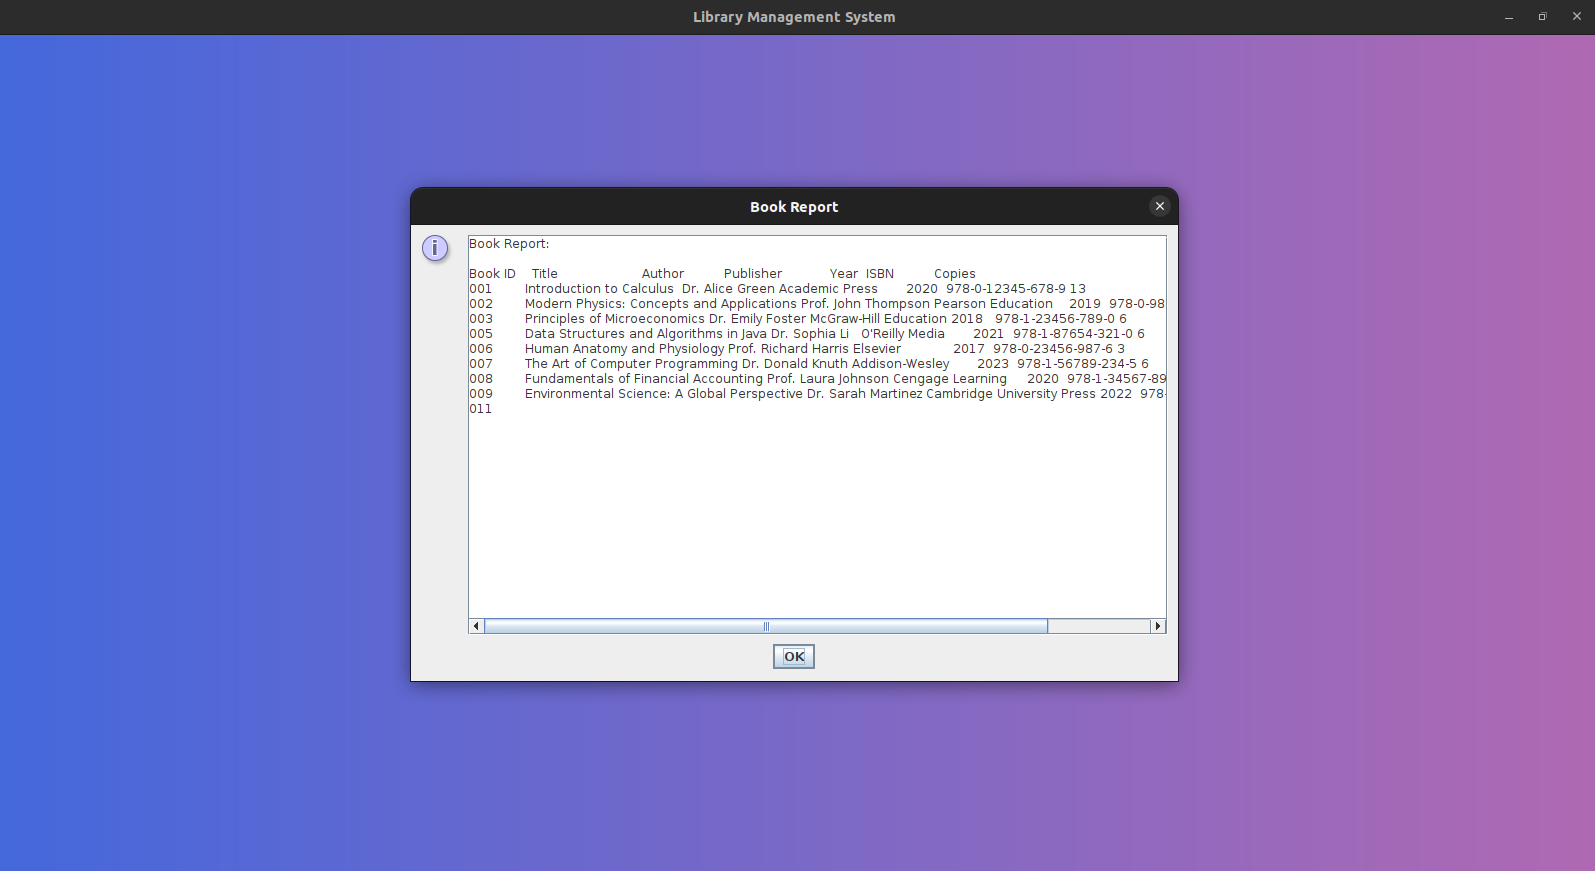 Library Management System
Book Report
Book Report:
Book ID Title Author Publisher Year ISBN Copies
001 Introduction to Calculus Dr. Alice Green Academic Press 2020 978-0-12345-678-9 13
002 Modern Physics: Concepts and Applications Prof. John Thompson Pearson Education 2019 978-0-98
003 Principles of Microeconomics Dr. Emily Foster McGraw-Hill Education 2018 978-1-23456-789-0 6
005 Data Structures and Algorithms in Java Dr. Sophia Li O'Reilly Media 2021 978-1-87654-321-0 6
006 Human Anatomy and Physiology Prof. Richard Harris Elsevier 2017 978-0-23456-987-6 3
007 The Art of Computer Programming Dr. Donald Knuth Addison-Wesley 2023 978-1-56789-234-5 6
008 Fundamentals of Financial Accounting Prof. Laura Johnson Cengage Learning 2020 978-1-34567-89
009 Environmental Science: A Global Perspective Dr. Sarah Martinez Cambridge University Press 2022 978-
011
OK